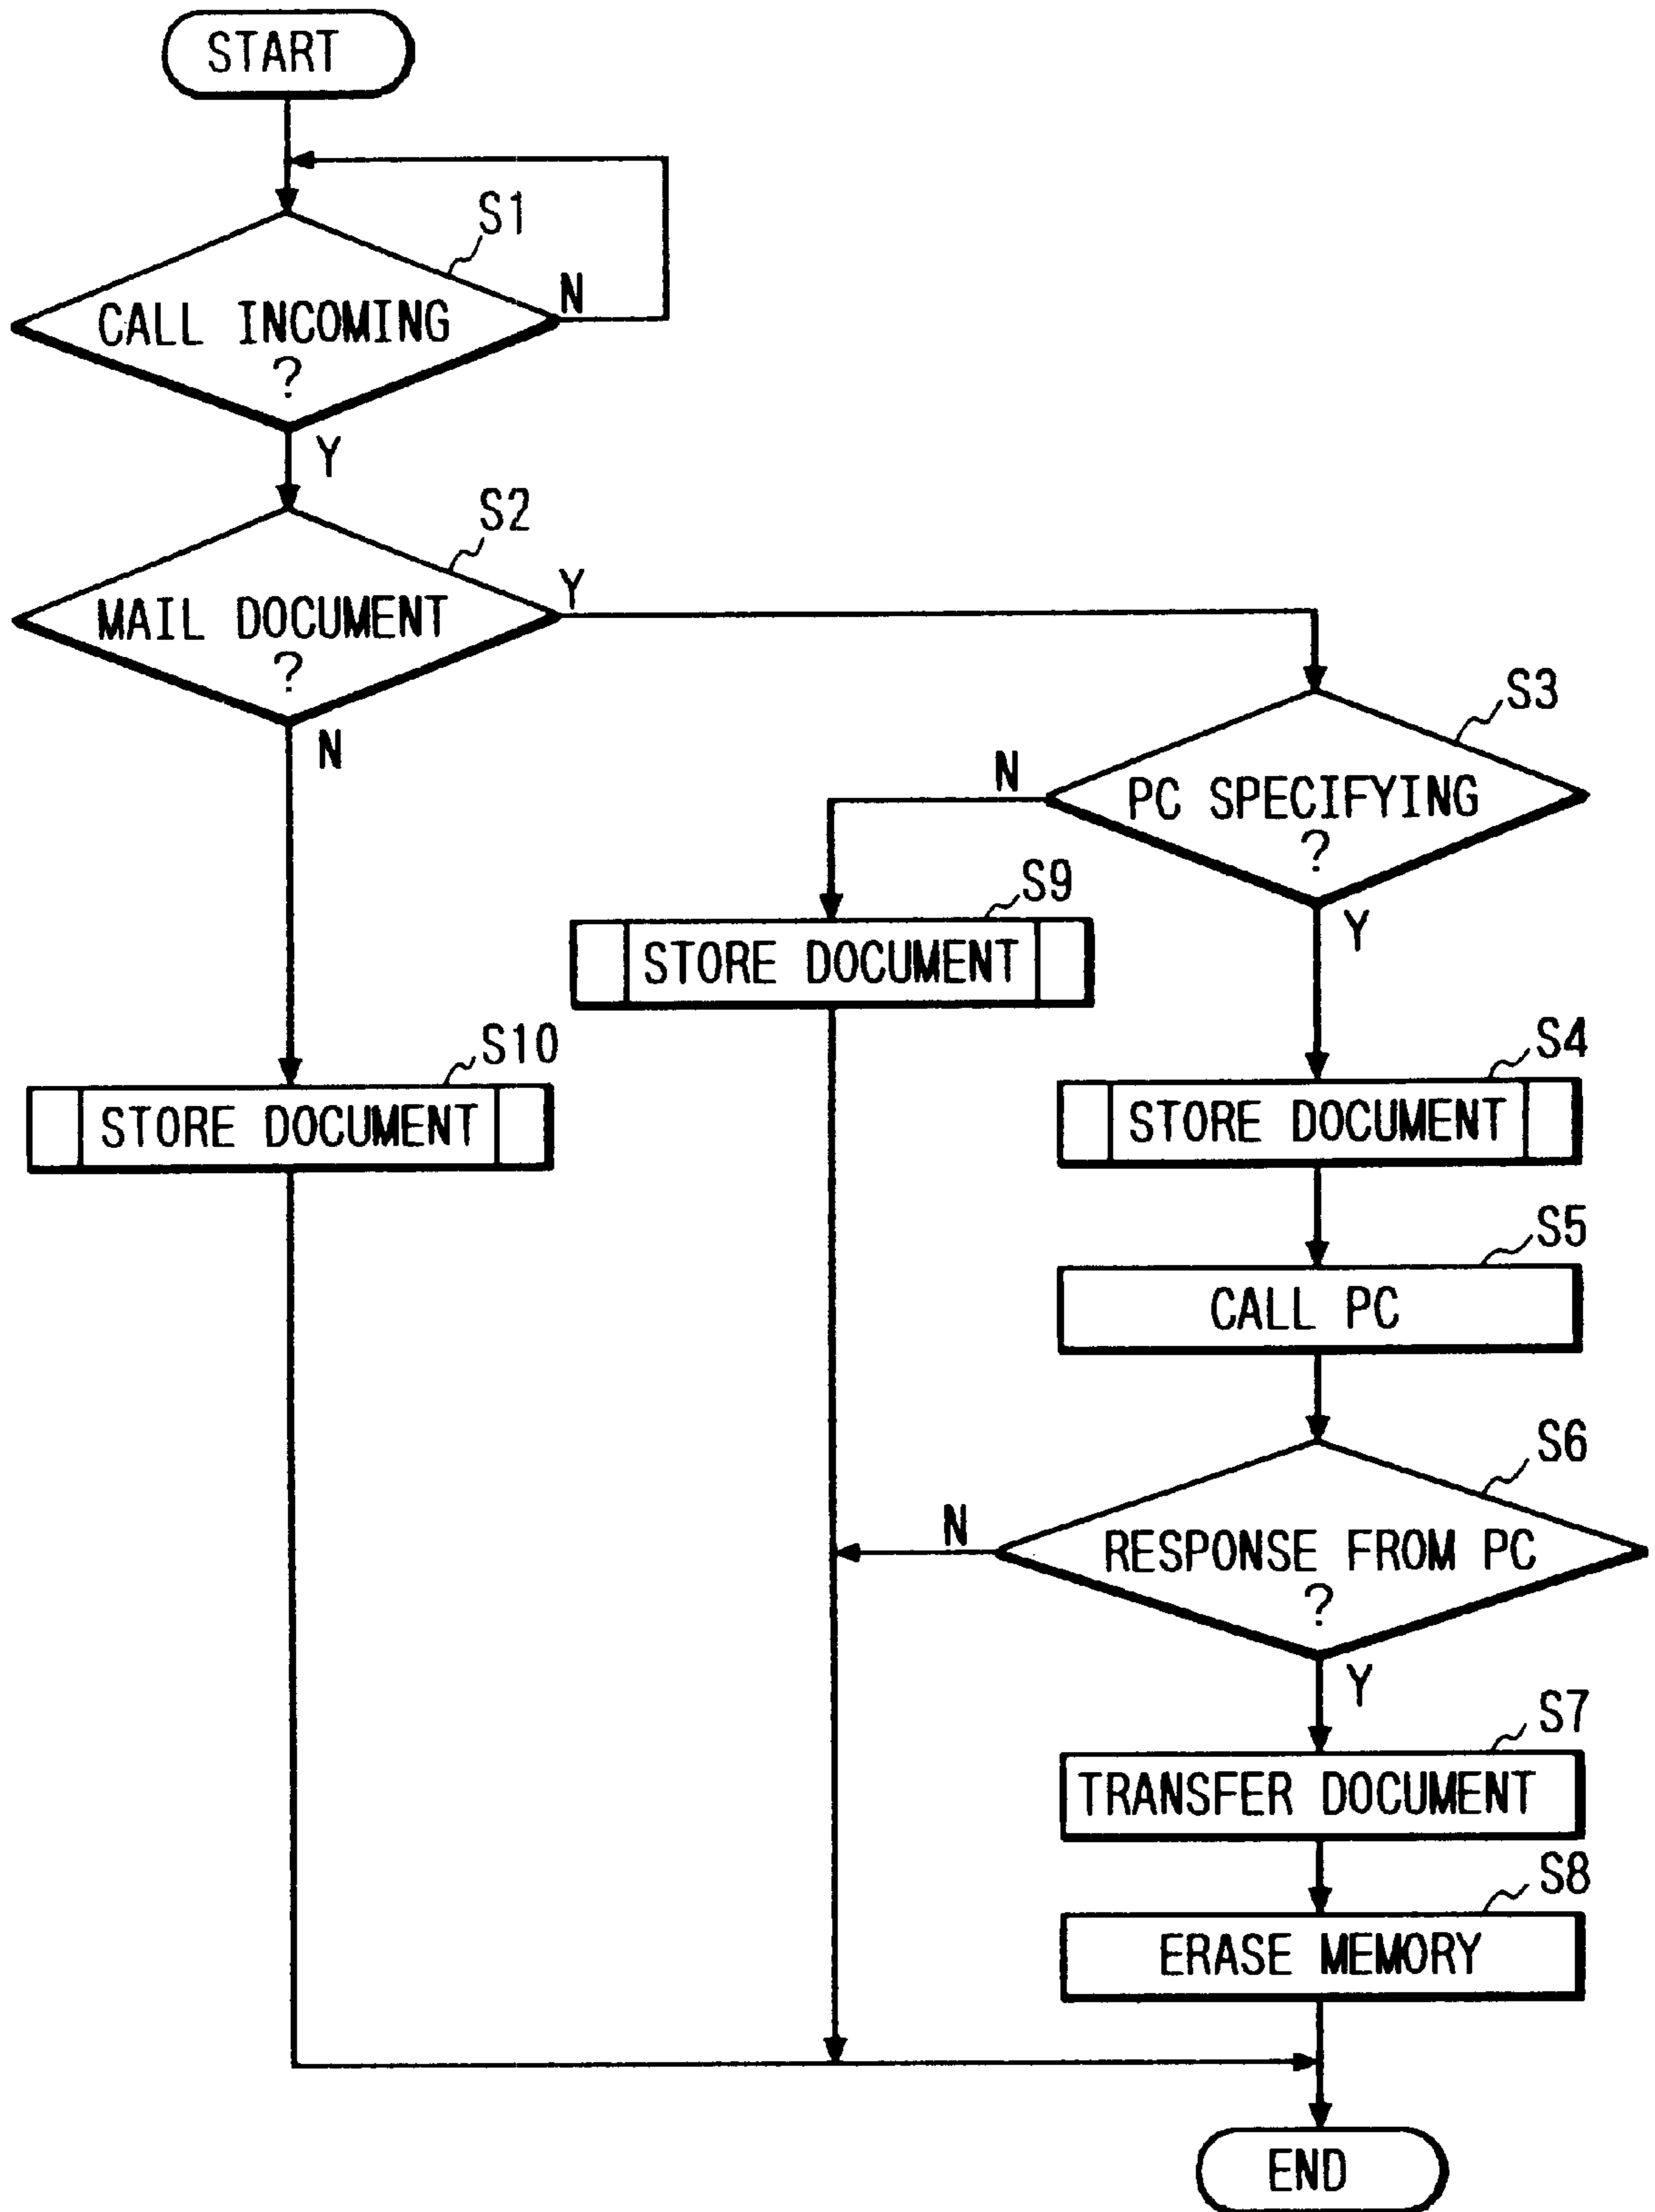 START
S1
N
CALL INCOMING
?
Y
S2
Y
MAIL DOCUMENT
?
N
S3
N
PC SPECIFYING
?
Y
S9
STORE DOCUMENT
S10
STORE DOCUMENT
S4
STORE DOCUMENT
S5
CALL PC
S6
N
RESPONSE FROM PC
?
Y
S7
TRANSFER DOCUMENT
S8
ERASE MEMORY
END